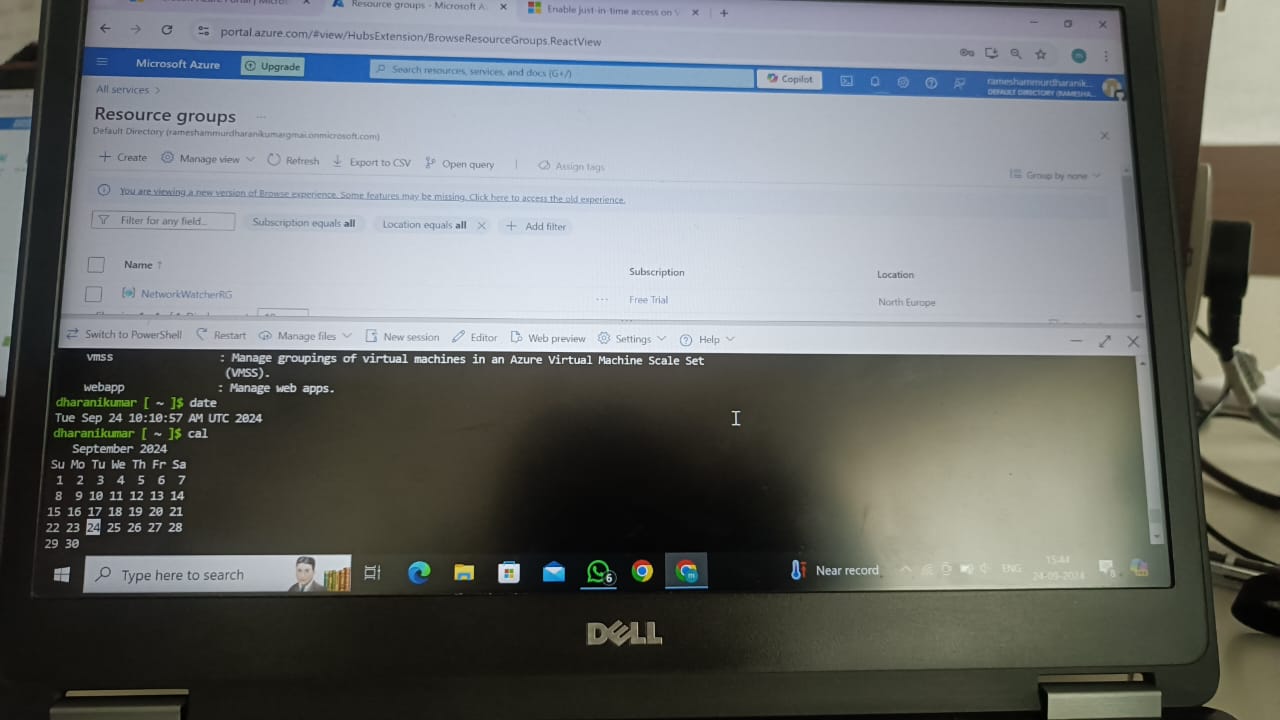 Resource groups - Microsoft A
Enable just-in-time access on V
portal.azure.com/#view/HubsExtension/BrowseResourceGroups.ReactView
Microsoft Azure
Upgrade
Search resources, services, and docs (G+/)
Copilot
rameshammurdharanik...
DEFAULT DIRECTORY (RAMESHA...
All services >
Resource groups ...
Default Directory (rameshammurdharanikumargmai.onmicrosoft.com)
+ Create Manage view Refresh Export to CSV Open query | Assign tags
Group by none
You are viewing a new version of Browse experience. Some features may be missing. Click here to access the old experience.
Filter for any field... Subscription equals all Location equals all + Add filter
Name ↑ Subscription Location
NetworkWatcherRG ... Free Trial North Europe
Switch to PowerShell Restart Manage files New session Editor Web preview Settings Help
vmss : Manage groupings of virtual machines in an Azure Virtual Machine Scale Set
(VMSS).
webapp : Manage web apps.
dharanikumar [ ~ ]$ date
Tue Sep 24 10:10:57 AM UTC 2024
dharanikumar [ ~ ]$ cal
September 2024
Su Mo Tu We Th Fr Sa
1 2 3 4 5 6 7
8 9 10 11 12 13 14
15 16 17 18 19 20 21
22 23 24 25 26 27 28
29 30
Type here to search
6
Near record
ENG
15:44
24-09-2024
DELL